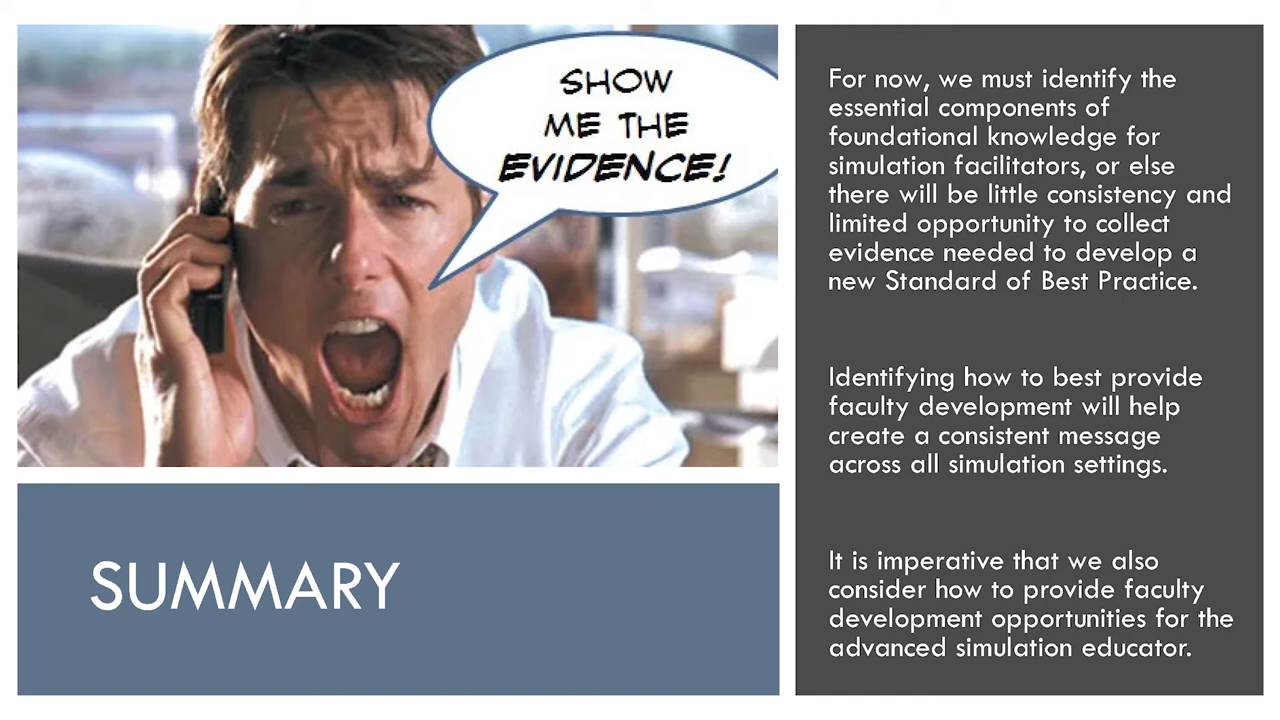 SHOW
ME THE
EVIDENCE!
SUMMARY
For now, we must identify the
essential components of
foundational knowledge for
simulation facilitators, or else
there will be little consistency and
limited opportunity to collect
evidence needed to develop a
new Standard of Best Practice.
Identifying how to best provide
faculty development will help
create a consistent message
across all simulation settings.
It is imperative that we also
consider how to provide faculty
development opportunities for the
advanced simulation educator.